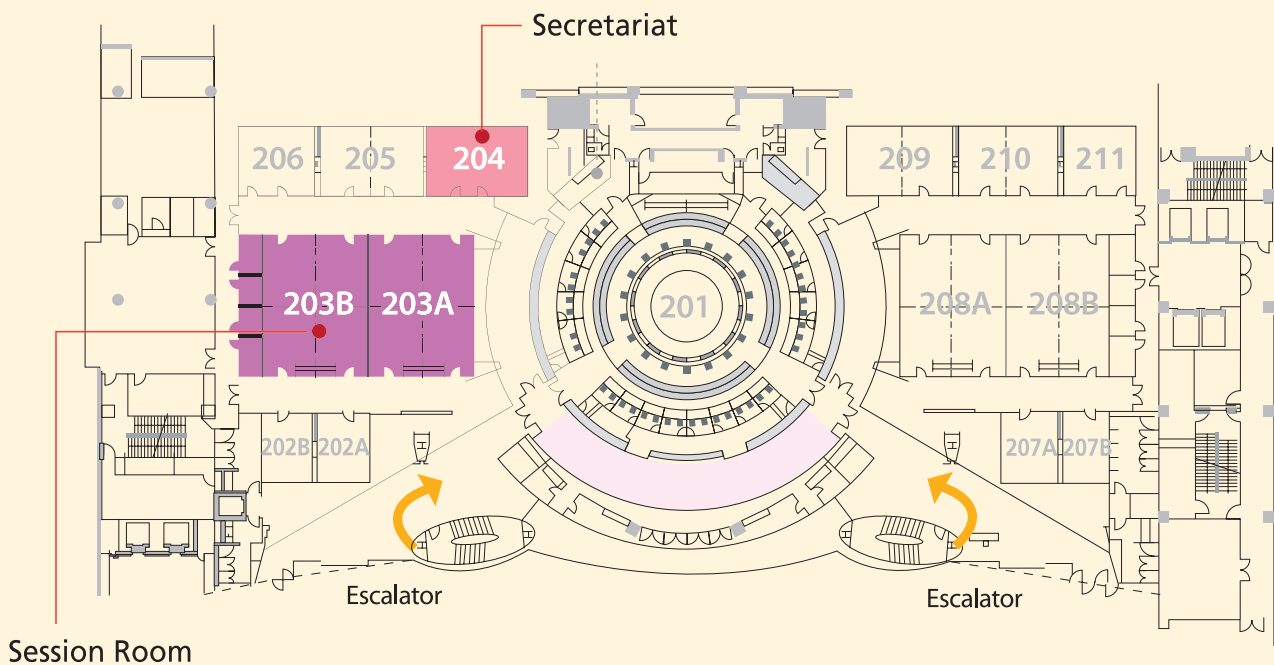 Secretariat
206
205
204
209
210
211
203B
203A
201
208A
208B
202B
202A
207A
207B
Escalator
Escalator
Session Room